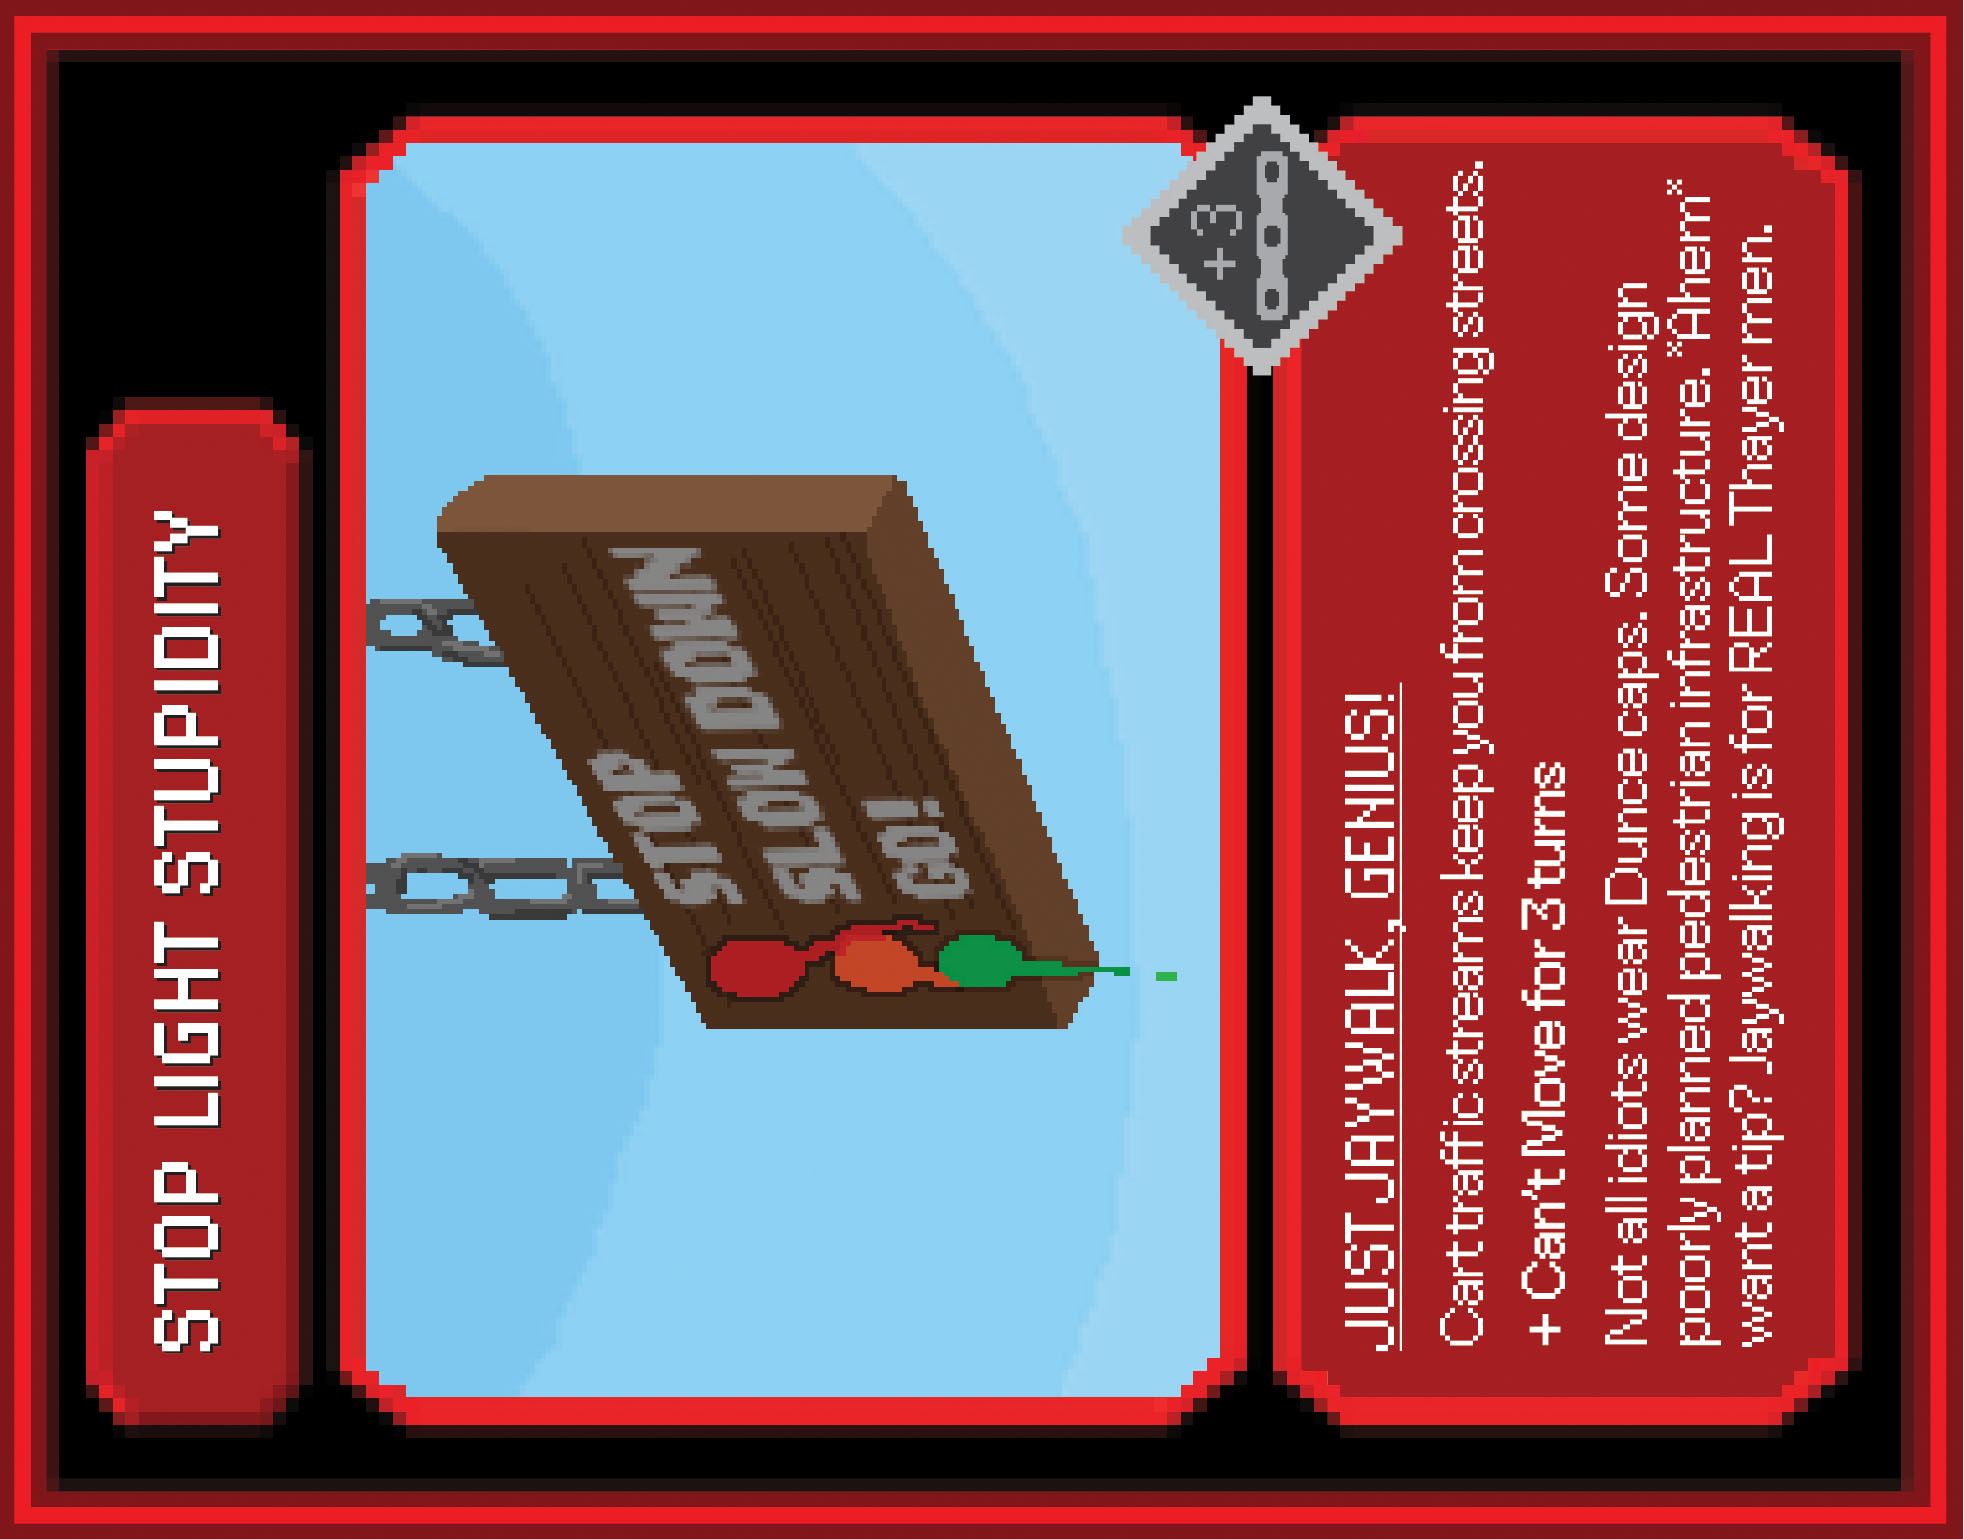 STOP LIGHT STUPIDITY
STOP
SLOW DOWN
GO!
+3
JUST JAYWALK, GENIUS!
Cart traffic streams keep you from crossing streets.
+ Can't Move for 3 turns
Not all idiots wear Dunce caps. Some design
poorly planned pedestrian infrastructure. "Ahem"
want a tip? Jaywalking is for REAL Thayer men.